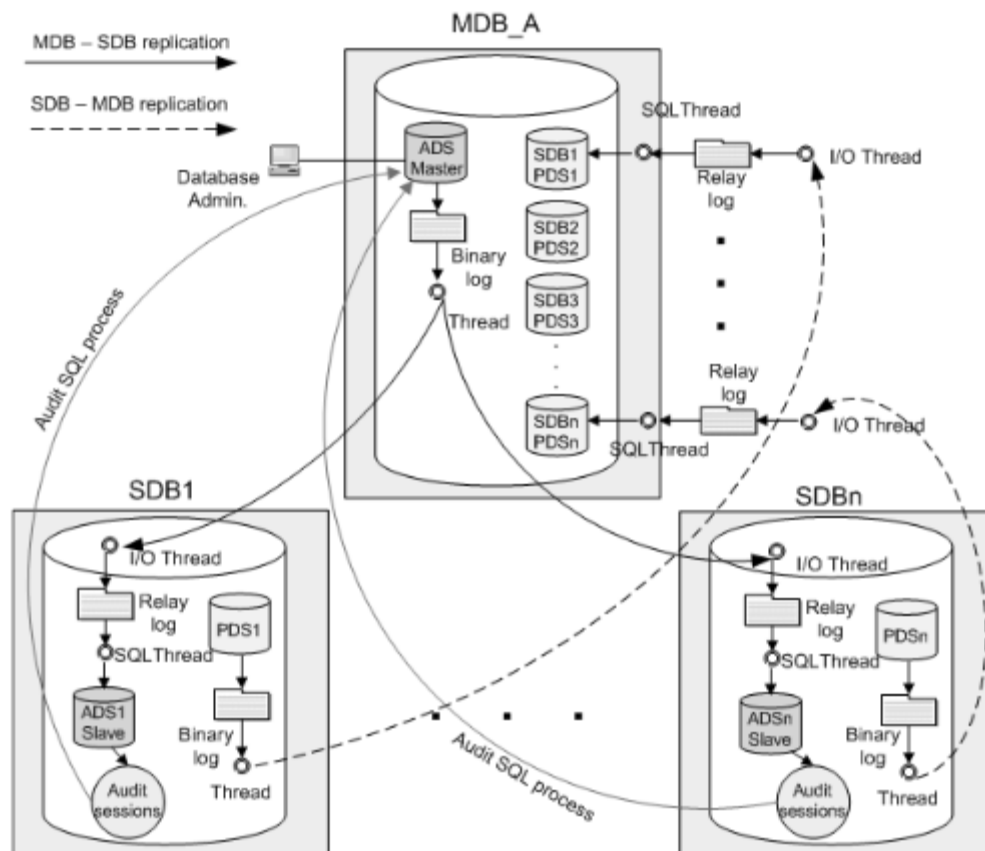 MDB_A
MDB – SDB replication
SDB – MDB replication
Database
Admin.
ADS
Master
Binary
log
Thread
SDB1
PDS1
SDB2
PDS2
SDB3
PDS3
SDBn
PDSn
SQLThread
Relay
log
I/O Thread
Relay
log
SQLThread
I/O Thread
Audit SQL process
SDB1
I/O Thread
Relay
log
SQLThread
ADS1
Slave
Audit
sessions
PDS1
Binary
log
Thread
Audit SQL process
SDBn
I/O Thread
Relay
log
SQLThread
ADSn
Slave
Audit
sessions
PDSn
Binary
log
Thread